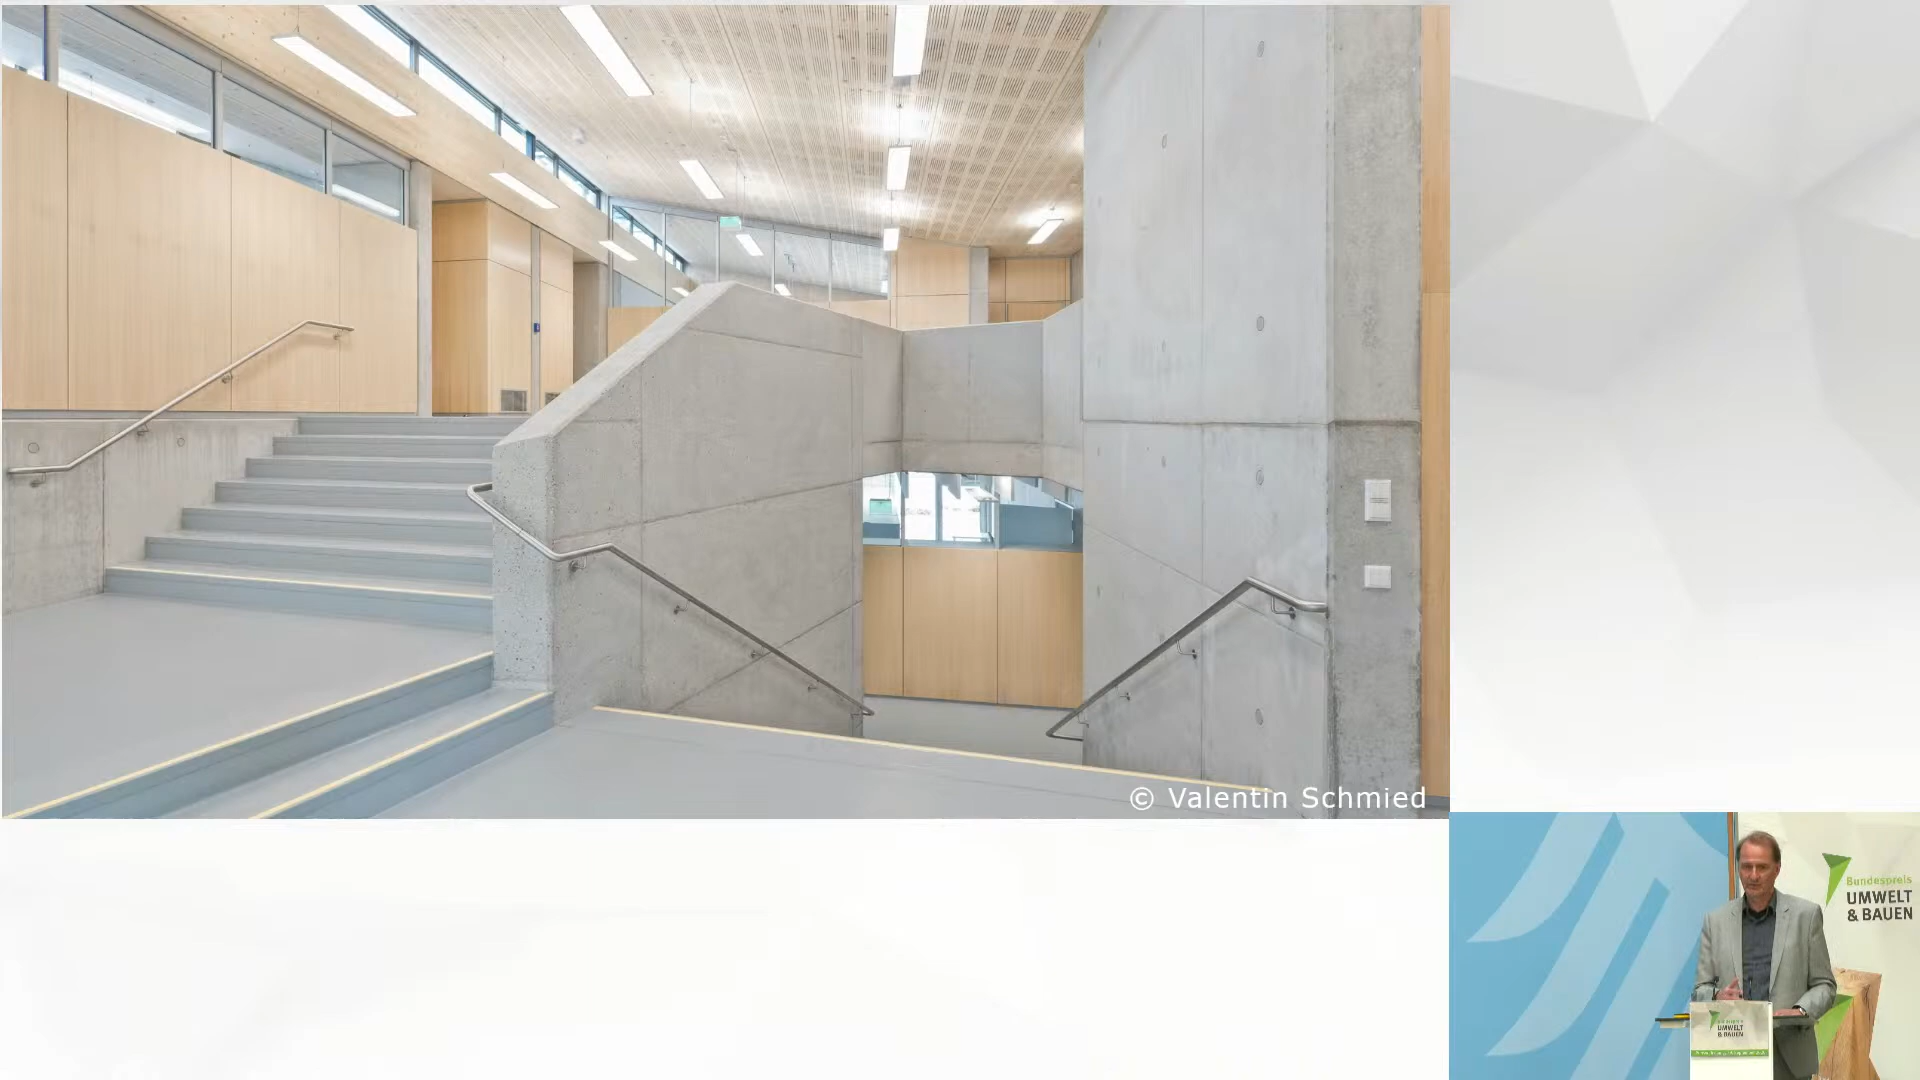 © Valentin Schmied
Bundespreis
UMWELT
& BAUEN
UMWELT
& BAUEN